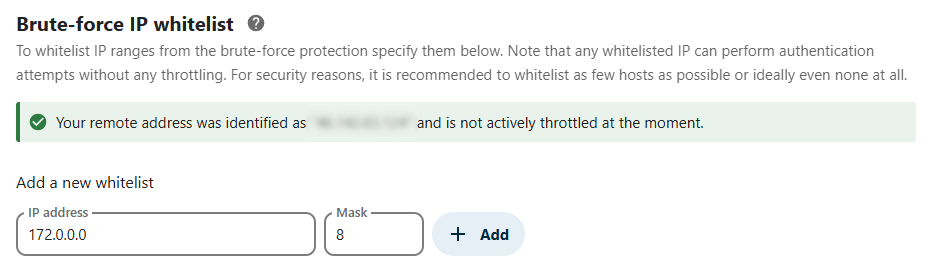 Brute-force IP whitelist
To whitelist IP ranges from the brute-force protection specify them below. Note that any whitelisted IP can perform authentication
attempts without any throttling. For security reasons, it is recommended to whitelist as few hosts as possible or ideally even none at all.
Your remote address was identified as and is not actively throttled at the moment.
Add a new whitelist
IP address Mask
172.0.0.0 8 + Add